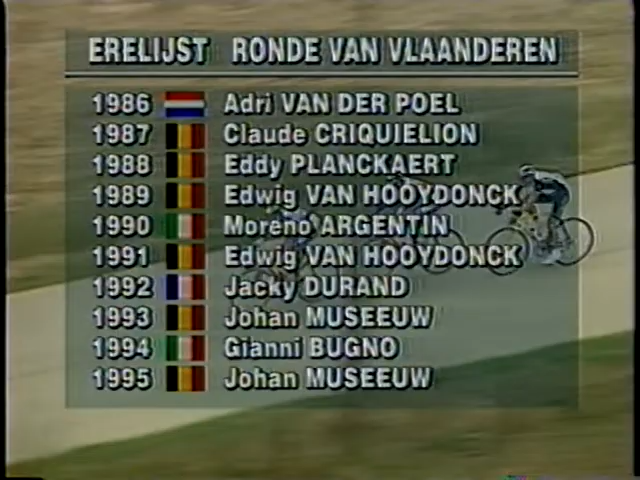 ERELIJST RONDE VAN VLAANDEREN
1986 Adri VAN DER POEL
1987 Claude CRIQUIELION
1988 Eddy PLANCKAERT
1989 Edwig VAN HOOYDONCK
1990 Moreno ARGENTIN
1991 Edwig VAN HOOYDONCK
1992 Jacky DURAND
1993 Johan MUSEEUW
1994 Gianni BUGNO
1995 Johan MUSEEUW